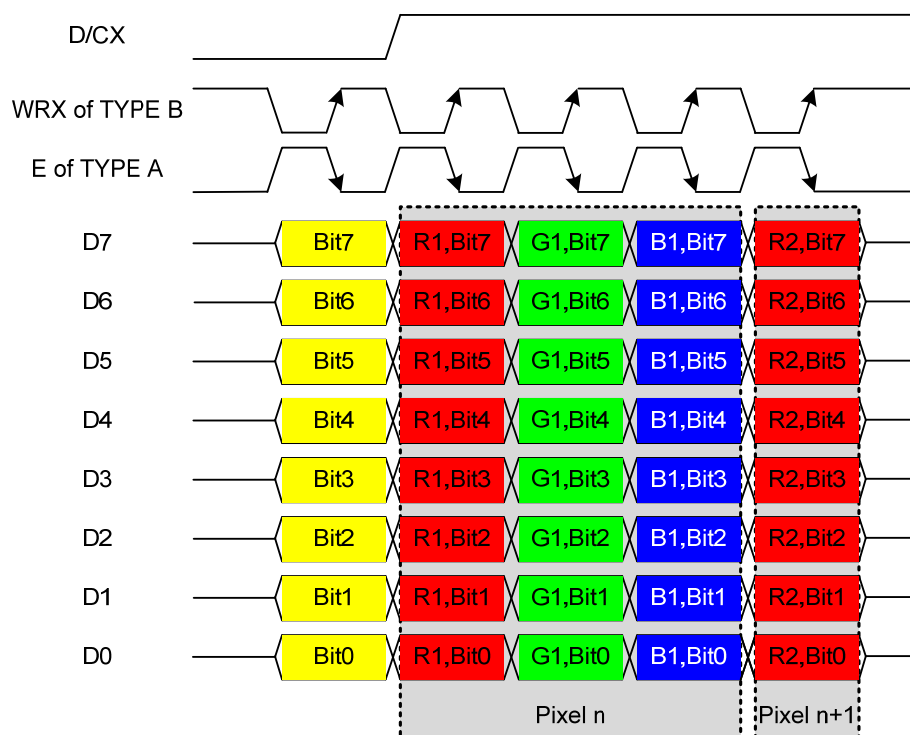 D/CX
WRX of TYPE B
E of TYPE A
D7 Bit7 R1,Bit7 G1,Bit7 B1,Bit7 R2,Bit7
D6 Bit6 R1,Bit6 G1,Bit6 B1,Bit6 R2,Bit6
D5 Bit5 R1,Bit5 G1,Bit5 B1,Bit5 R2,Bit5
D4 Bit4 R1,Bit4 G1,Bit4 B1,Bit4 R2,Bit4
D3 Bit3 R1,Bit3 G1,Bit3 B1,Bit3 R2,Bit3
D2 Bit2 R1,Bit2 G1,Bit2 B1,Bit2 R2,Bit2
D1 Bit1 R1,Bit1 G1,Bit1 B1,Bit1 R2,Bit1
D0 Bit0 R1,Bit0 G1,Bit0 B1,Bit0 R2,Bit0
Pixel n Pixel n+1